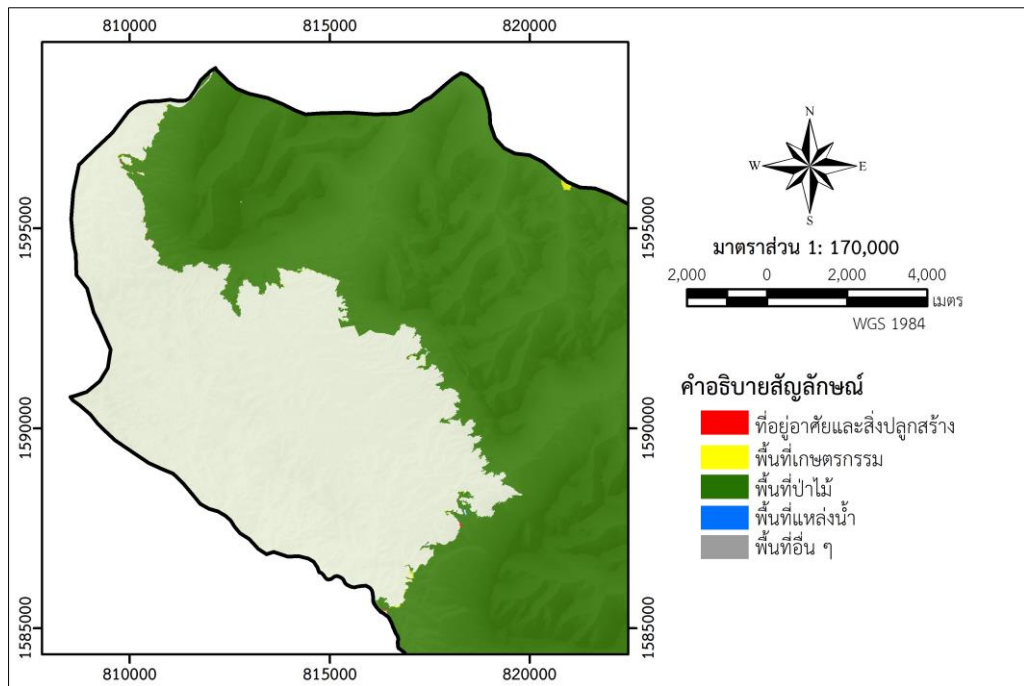 810000 815000 820000
1595000
1590000
1585000
1595000
1590000
1585000
810000 815000 820000
N
W E
S
มาตราส่วน 1: 170,000
2,000 0 2,000 4,000
เมตร
WGS 1984
คำอธิบายสัญลักษณ์
ที่อยู่อาศัยและสิ่งปลูกสร้าง
พื้นที่เกษตรกรรม
พื้นที่ป่าไม้
พื้นที่แหล่งน้ำ
พื้นที่อื่น ๆ